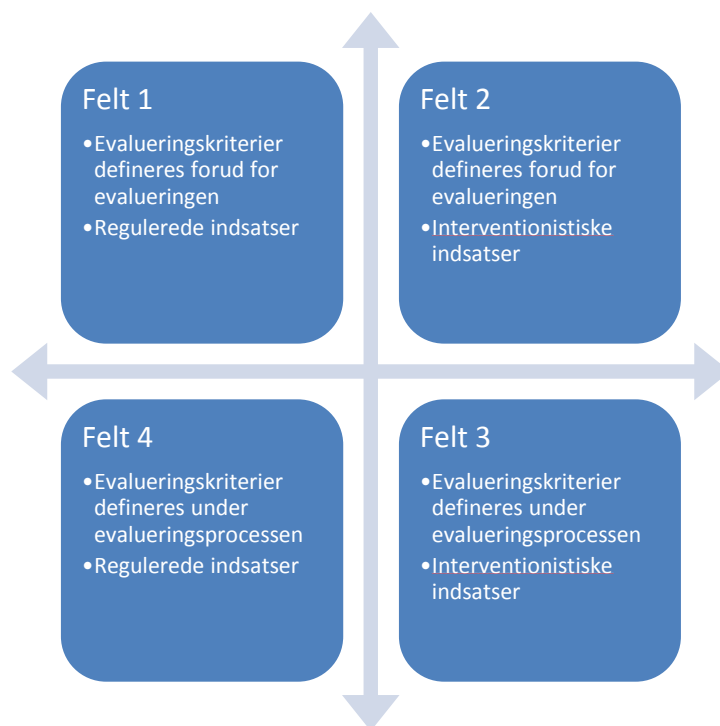 Felt 1
•Evalueringskriterier
defineres forud for
evalueringen
•Regulerede indsatser
Felt 2
•Evalueringskriterier
defineres forud for
evalueringen
•Interventionistiske
indsatser
Felt 4
•Evalueringskriterier
defineres under
evalueringsprocessen
•Regulerede indsatser
Felt 3
•Evalueringskriterier
defineres under
evalueringsprocessen
•Interventionistiske
indsatser